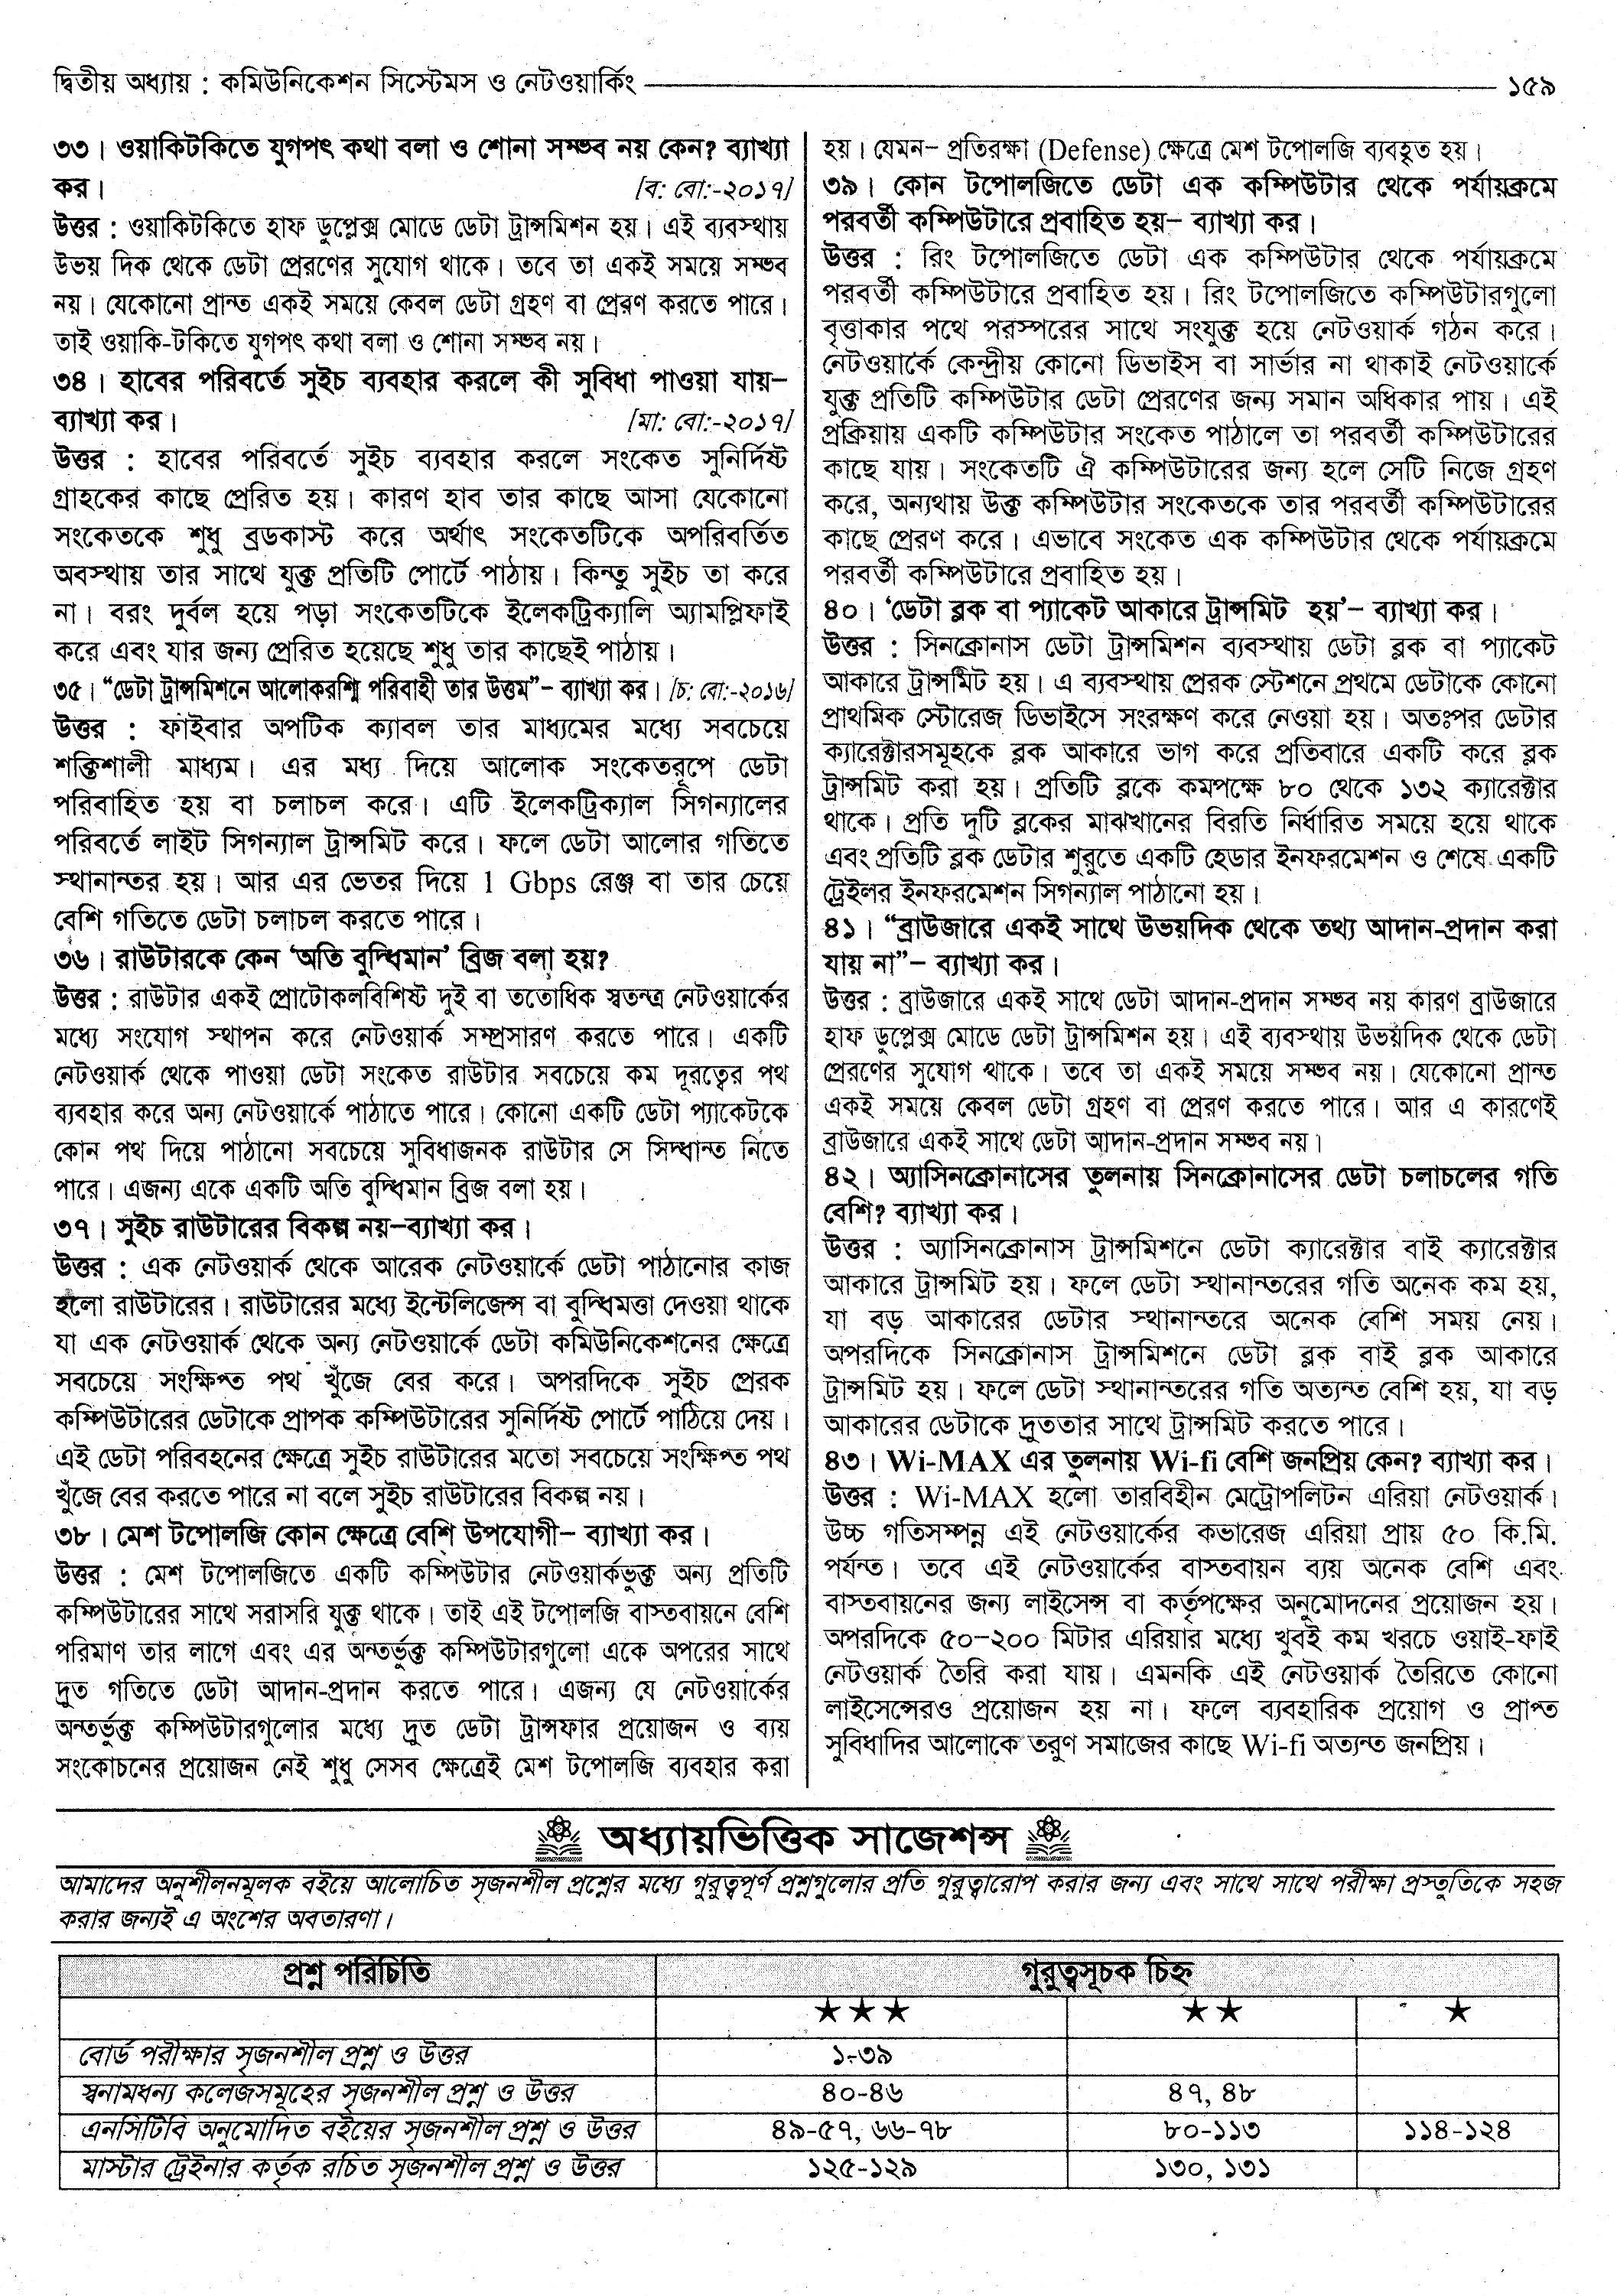 দ্বিতীয় অধ্যায় : কমিউনিকেশন সিস্টেমস ও নেটওয়ার্কিং ১৫৯
৩৩। ওয়াকিটকিতে যুগপৎ কথা বলা ও শোনা সম্ভব নয় কেন? ব্যাখ্যা
কর। [ব: বো:-২০১৭]
উত্তর : ওয়াকিটকিতে হাফ ডুপ্লেক্স মোডে ডেটা ট্রান্সমিশন হয়। এই ব্যবস্থায়
উভয় দিক থেকে ডেটা প্রেরণের সুযোগ থাকে। তবে তা একই সময়ে সম্ভব
নয়। যেকোনো প্রান্ত একই সময়ে কেবল ডেটা গ্রহণ বা প্রেরণ করতে পারে।
তাই ওয়াকি-টকিতে যুগপৎ কথা বলা ও শোনা সম্ভব নয়।
৩৪। হাবের পরিবর্তে সুইচ ব্যবহার করলে কী সুবিধা পাওয়া যায়–
ব্যাখ্যা কর। [মা: বো:-২০১৭]
উত্তর : হাবের পরিবর্তে সুইচ ব্যবহার করলে সংকেত সুনির্দিষ্ট
গ্রাহকের কাছে প্রেরিত হয়। কারণ হাব তার কাছে আসা যেকোনো
সংকেতকে শুধু ব্রডকাস্ট করে অর্থাৎ সংকেতটিকে অপরিবর্তিত
অবস্থায় তার সাথে যুক্ত প্রতিটি পোর্টে পাঠায়। কিন্তু সুইচ তা করে
না। বরং দুর্বল হয়ে পড়া সংকেতটিকে ইলেকট্রিক্যালি অ্যামপ্লিফাই
করে এবং যার জন্য প্রেরিত হয়েছে শুধু তার কাছেই পাঠায়।
৩৫। “ডেটা ট্রান্সমিশনে আলোকরশ্মি পরিবাহী তার উত্তম”– ব্যাখ্যা কর। [চ: বো:-২০১৬]
উত্তর : ফাইবার অপটিক ক্যাবল তার মাধ্যমের মধ্যে সবচেয়ে
শক্তিশালী মাধ্যম। এর মধ্য দিয়ে আলোক সংকেতরূপে ডেটা
পরিবাহিত হয় বা চলাচল করে। এটি ইলেকট্রিক্যাল সিগন্যালের
পরিবর্তে লাইট সিগন্যাল ট্রান্সমিট করে। ফলে ডেটা আলোর গতিতে
স্থানান্তর হয়। আর এর ভেতর দিয়ে 1 Gbps রেঞ্জ বা তার চেয়ে
বেশি গতিতে ডেটা চলাচল করতে পারে।
৩৬। রাউটারকে কেন ‘অতি বুদ্ধিমান’ ব্রিজ বলা হয়?
উত্তর : রাউটার একই প্রোটোকলবিশিষ্ট দুই বা ততোধিক স্বতন্ত্র নেটওয়ার্কের
মধ্যে সংযোগ স্থাপন করে নেটওয়ার্ক সম্প্রসারণ করতে পারে। একটি
নেটওয়ার্ক থেকে পাওয়া ডেটা সংকেত রাউটার সবচেয়ে কম দূরত্বের পথ
ব্যবহার করে অন্য নেটওয়ার্কে পাঠাতে পারে। কোনো একটি ডেটা প্যাকেটকে
কোন পথ দিয়ে পাঠানো সবচেয়ে সুবিধাজনক রাউটার সে সিদ্ধান্ত নিতে
পারে। এজন্য একে একটি অতি বুদ্ধিমান ব্রিজ বলা হয়।
৩৭। সুইচ রাউটারের বিকল্প নয়–ব্যাখ্যা কর।
উত্তর : এক নেটওয়ার্ক থেকে আরেক নেটওয়ার্কে ডেটা পাঠানোর কাজ
হলো রাউটারের। রাউটারের মধ্যে ইন্টেলিজেন্স বা বুদ্ধিমত্তা দেওয়া থাকে
যা এক নেটওয়ার্ক থেকে অন্য নেটওয়ার্কে ডেটা কমিউনিকেশনের ক্ষেত্রে
সবচেয়ে সংক্ষিপ্ত পথ খুঁজে বের করে। অপরদিকে সুইচ প্রেরক
কম্পিউটারের ডেটাকে প্রাপক কম্পিউটারের সুনির্দিষ্ট পোর্টে পাঠিয়ে দেয়।
এই ডেটা পরিবহনের ক্ষেত্রে সুইচ রাউটারের মতো সবচেয়ে সংক্ষিপ্ত পথ
খুঁজে বের করতে পারে না বলে সুইচ রাউটারের বিকল্প নয়।
৩৮। মেশ টপোলজি কোন ক্ষেত্রে বেশি উপযোগী– ব্যাখ্যা কর।
উত্তর : মেশ টপোলজিতে একটি কম্পিউটার নেটওয়ার্কভুক্ত অন্য প্রতিটি
কম্পিউটারের সাথে সরাসরি যুক্ত থাকে। তাই এই টপোলজি বাস্তবায়নে বেশি
পরিমাণ তার লাগে এবং এর অন্তর্ভুক্ত কম্পিউটারগুলো একে অপরের সাথে
দ্রুত গতিতে ডেটা আদান-প্রদান করতে পারে। এজন্য যে নেটওয়ার্কের
অন্তর্ভুক্ত কম্পিউটারগুলোর মধ্যে দ্রুত ডেটা ট্রান্সফার প্রয়োজন ও ব্যয়
সংকোচনের প্রয়োজন নেই শুধু সেসব ক্ষেত্রেই মেশ টপোলজি ব্যবহার করা
হয়। যেমন– প্রতিরক্ষা (Defense) ক্ষেত্রে মেশ টপোলজি ব্যবহৃত হয়।
৩৯। কোন টপোলজিতে ডেটা এক কম্পিউটার থেকে পর্যায়ক্রমে
পরবর্তী কম্পিউটারে প্রবাহিত হয়– ব্যাখ্যা কর।
উত্তর : রিং টপোলজিতে ডেটা এক কম্পিউটার থেকে পর্যায়ক্রমে
পরবর্তী কম্পিউটারে প্রবাহিত হয়। রিং টপোলজিতে কম্পিউটারগুলো
বৃত্তাকার পথে পরস্পরের সাথে সংযুক্ত হয়ে নেটওয়ার্ক গঠন করে।
নেটওয়ার্কে কেন্দ্রীয় কোনো ডিভাইস বা সার্ভার না থাকাই নেটওয়ার্কে
যুক্ত প্রতিটি কম্পিউটার ডেটা প্রেরণের জন্য সমান অধিকার পায়। এই
প্রক্রিয়ায় একটি কম্পিউটার সংকেত পাঠালে তা পরবর্তী কম্পিউটারের
কাছে যায়। সংকেতটি ঐ কম্পিউটারের জন্য হলে সেটি নিজে গ্রহণ
করে, অন্যথায় উক্ত কম্পিউটার সংকেতকে তার পরবর্তী কম্পিউটারের
কাছে প্রেরণ করে। এভাবে সংকেত এক কম্পিউটার থেকে পর্যায়ক্রমে
পরবর্তী কম্পিউটারে প্রবাহিত হয়।
৪০। ‘ডেটা ব্লক বা প্যাকেট আকারে ট্রান্সমিট হয়’– ব্যাখ্যা কর।
উত্তর : সিনক্রোনাস ডেটা ট্রান্সমিশন ব্যবস্থায় ডেটা ব্লক বা প্যাকেট
আকারে ট্রান্সমিট হয়। এ ব্যবস্থায় প্রেরক স্টেশনে প্রথমে ডেটাকে কোনো
প্রাথমিক স্টোরেজ ডিভাইসে সংরক্ষণ করে নেওয়া হয়। অতঃপর ডেটার
ক্যারেক্টারসমূহকে ব্লক আকারে ভাগ করে প্রতিবারে একটি করে ব্লক
ট্রান্সমিট করা হয়। প্রতিটি ব্লকে কমপক্ষে ৮০ থেকে ১৩২ ক্যারেক্টার
থাকে। প্রতি দুটি ব্লকের মাঝখানের বিরতি নির্ধারিত সময়ে হয়ে থাকে
এবং প্রতিটি ব্লক ডেটার শুরুতে একটি হেডার ইনফরমেশন ও শেষে একটি
ট্রেইলর ইনফরমেশন সিগন্যাল পাঠানো হয়।
৪১। “ব্রাউজারে একই সাথে উভয়দিক থেকে তথ্য আদান-প্রদান করা
যায় না”– ব্যাখ্যা কর।
উত্তর : ব্রাউজারে একই সাথে ডেটা আদান-প্রদান সম্ভব নয় কারণ ব্রাউজারে
হাফ ডুপ্লেক্স মোডে ডেটা ট্রান্সমিশন হয়। এই ব্যবস্থায় উভয়দিক থেকে ডেটা
প্রেরণের সুযোগ থাকে। তবে তা একই সময়ে সম্ভব নয়। যেকোনো প্রান্ত
একই সময়ে কেবল ডেটা গ্রহণ বা প্রেরণ করতে পারে। আর এ কারণেই
ব্রাউজারে একই সাথে ডেটা আদান-প্রদান সম্ভব নয়।
৪২। অ্যাসিনক্রোনাসের তুলনায় সিনক্রোনাসের ডেটা চলাচলের গতি
বেশি? ব্যাখ্যা কর।
উত্তর : অ্যাসিনক্রোনাস ট্রান্সমিশনে ডেটা ক্যারেক্টার বাই ক্যারেক্টার
আকারে ট্রান্সমিট হয়। ফলে ডেটা স্থানান্তরের গতি অনেক কম হয়,
যা বড় আকারের ডেটার স্থানান্তরে অনেক বেশি সময় নেয়।
অপরদিকে সিনক্রোনাস ট্রান্সমিশনে ডেটা ব্লক বাই ব্লক আকারে
ট্রান্সমিট হয়। ফলে ডেটা স্থানান্তরের গতি অত্যন্ত বেশি হয়, যা বড়
আকারের ডেটাকে দ্রুততার সাথে ট্রান্সমিট করতে পারে।
৪৩। Wi-MAX এর তুলনায় Wi-fi বেশি জনপ্রিয় কেন? ব্যাখ্যা কর।
উত্তর : Wi-MAX হলো তারবিহীন মেট্রোপলিটন এরিয়া নেটওয়ার্ক।
উচ্চ গতিসম্পন্ন এই নেটওয়ার্কের কভারেজ এরিয়া প্রায় ৫০ কি.মি.
পর্যন্ত। তবে এই নেটওয়ার্কের বাস্তবায়ন ব্যয় অনেক বেশি এবং
বাস্তবায়নের জন্য লাইসেন্স বা কর্তৃপক্ষের অনুমোদনের প্রয়োজন হয়।
অপরদিকে ৫০–২০০ মিটার এরিয়ার মধ্যে খুবই কম খরচে ওয়াই-ফাই
নেটওয়ার্ক তৈরি করা যায়। এমনকি এই নেটওয়ার্ক তৈরিতে কোনো
লাইসেন্সেরও প্রয়োজন হয় না। ফলে ব্যবহারিক প্রয়োগ ও প্রাপ্ত
সুবিধাদির আলোকে তরুণ সমাজের কাছে Wi-fi অত্যন্ত জনপ্রিয়।
অধ্যায়ভিত্তিক সাজেশন্স
আমাদের অনুশীলনমূলক বইয়ে আলোচিত সৃজনশীল প্রশ্নের মধ্যে গুরুত্বপূর্ণ প্রশ্নগুলোর প্রতি গুরুত্বারোপ করার জন্য এবং সাথে সাথে পরীক্ষা প্রস্তুতিকে সহজ
করার জন্যই এ অংশের অবতারণা।
প্রশ্ন পরিচিতি গুরুত্বসূচক চিহ্ন
★★★ ★★ ★
বোর্ড পরীক্ষার সৃজনশীল প্রশ্ন ও উত্তর ১-৩৯
স্বনামধন্য কলেজসমূহের সৃজনশীল প্রশ্ন ও উত্তর ৪০-৪৬ ৪৭, ৪৮
এনসিটিবি অনুমোদিত বইয়ের সৃজনশীল প্রশ্ন ও উত্তর ৪৯-৫৭, ৬৬-৭৮ ৮০-১১৩ ১১৪-১২৪
মাস্টার ট্রেইনার কর্তৃক রচিত সৃজনশীল প্রশ্ন ও উত্তর ১২৫-১২৯ ১৩০, ১৩১